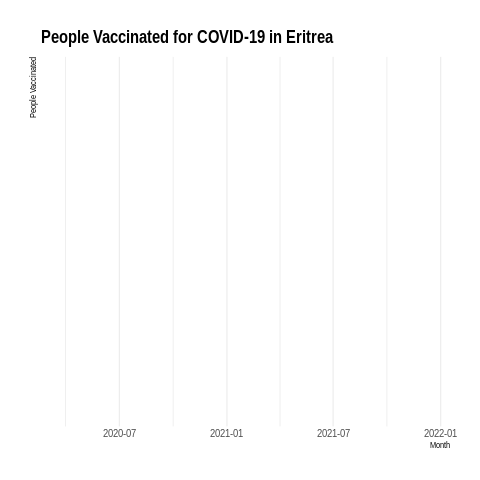 People Vaccinated for COVID-19 in Eritrea
People Vaccinated
2020-07 2021-01 2021-07 2022-01
Month